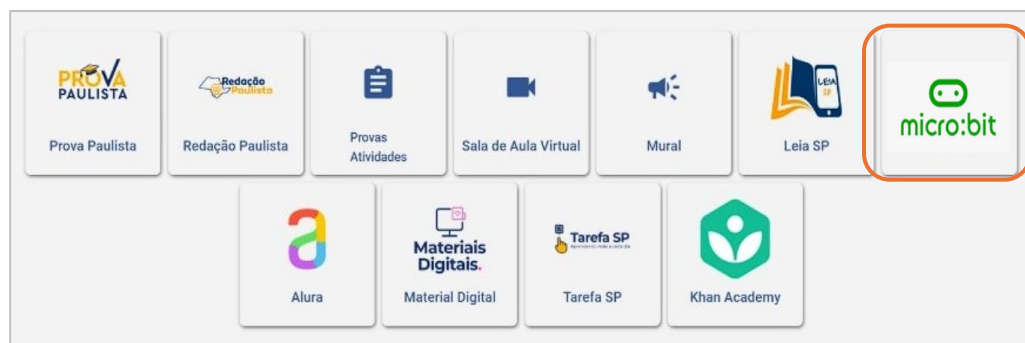 PROVA
PAULISTA
Prova Paulista
Redação
Paulista
Redação Paulista
Provas
Atividades
Sala de Aula Virtual
Mural
LEIA
SP
Leia SP
micro:bit
a
Alura
Materiais
Digitais.
Material Digital
Tarefa SP
Tarefa SP
Khan Academy